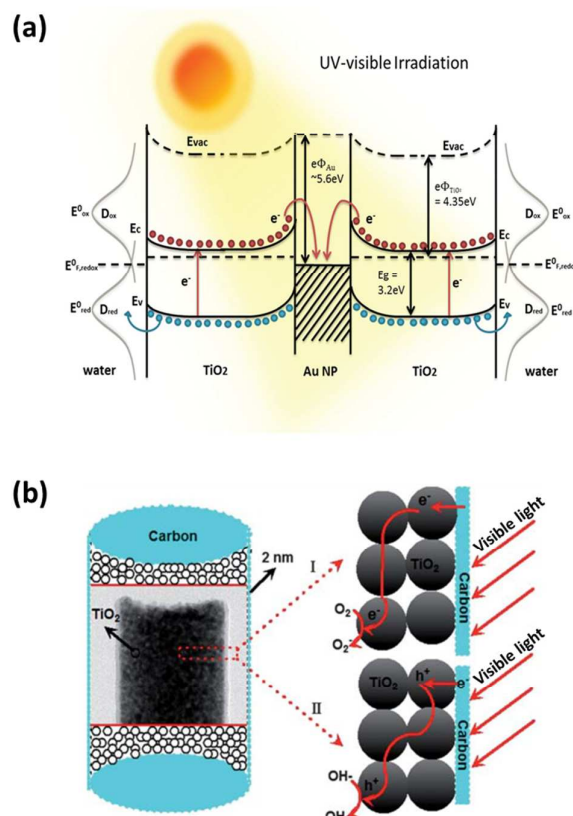 (a)
UV-visible Irradiation
Evac
Evac
eΦAu
~5.6eV
eΦTiO2
= 4.35eV
E⁰ox
Dox
Ec
e⁻
e⁻
Ec
Dox
E⁰ox
E⁰F,redox
E⁰F,redox
Eg =
3.2eV
e⁻
e⁻
E⁰red
Dred
Ev
Ev
Dred
E⁰red
water
TiO2
Au NP
TiO2
water
(b)
Carbon
2 nm
TiO2
I
II
e⁻
TiO2
O2
e⁻
O2⁻
Carbon
Visible light
TiO2
h⁺
e⁻
Visible light
Carbon
OH-
h⁺
OH